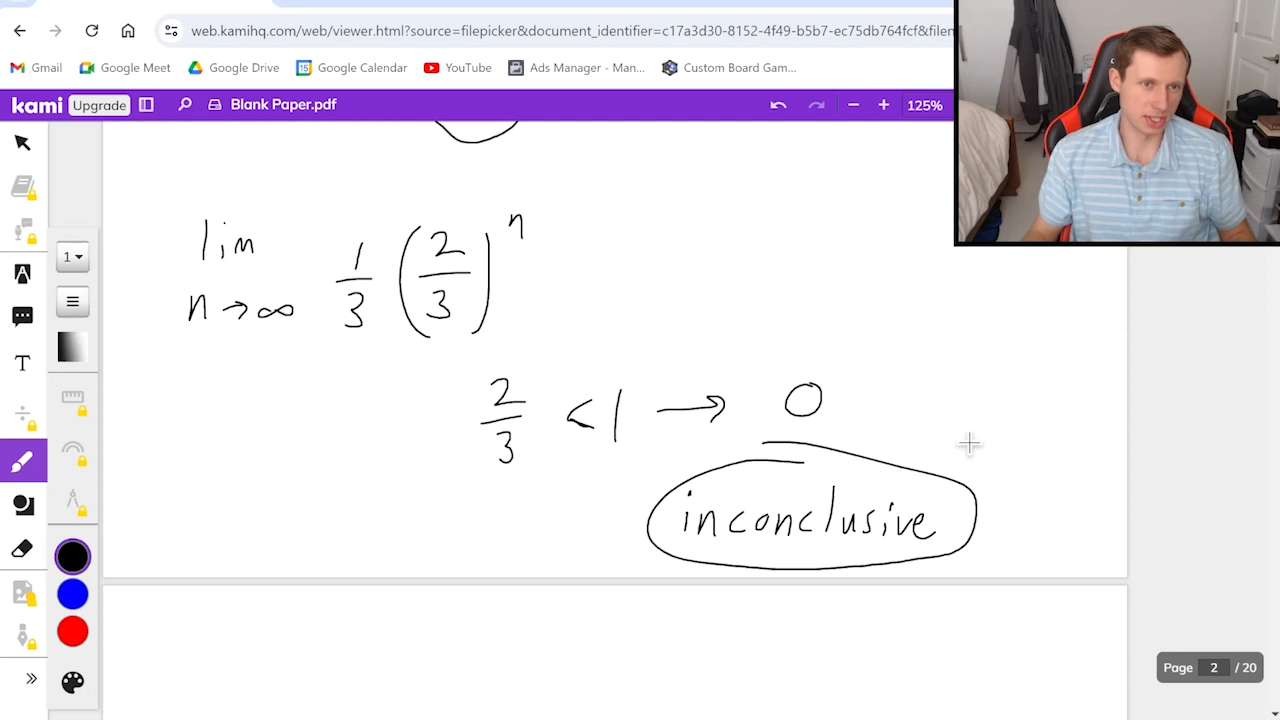 web.kamihq.com/web/viewer.html?source=filepicker&document_identifier=c17a3d30-8152-4f49-b5b7-ec75db764fcf&filen
Gmail Google Meet Google Drive 15 Google Calendar YouTube Ads Manager - Man... Custom Board Gam...
kami Upgrade Blank Paper.pdf 125%
lim n→∞ 1/3 (2/3)^n
1
T
2/3 < 1 → 0
inconclusive
Page 2 / 20